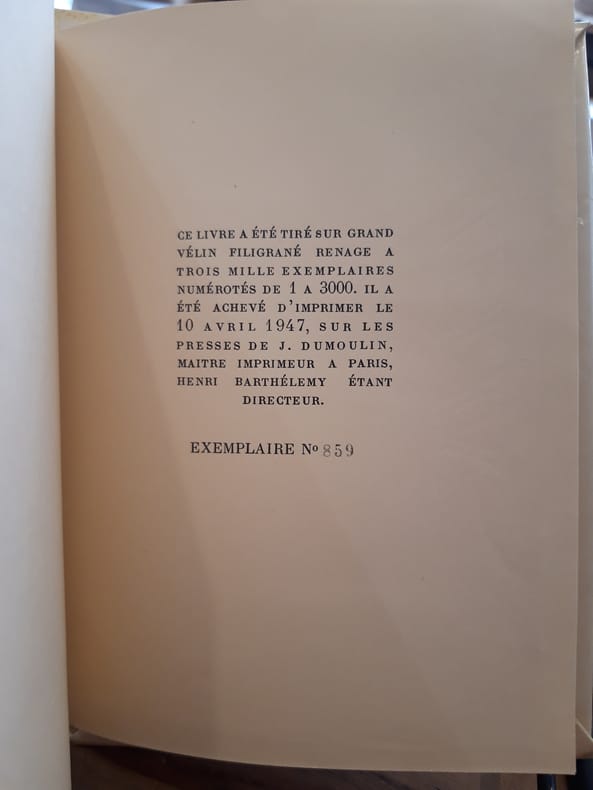 CE LIVRE A ÉTÉ TIRÉ SUR GRAND
VÉLIN FILIGRANÉ RENAGE A
TROIS MILLE EXEMPLAIRES
NUMÉROTÉS DE 1 A 3000. IL A
ÉTÉ ACHEVÉ D'IMPRIMER LE
10 AVRIL 1947, SUR LES
PRESSES DE J. DUMOULIN,
MAITRE IMPRIMEUR A PARIS,
HENRI BARTHÉLEMY ÉTANT
DIRECTEUR.
EXEMPLAIRE Nº 859